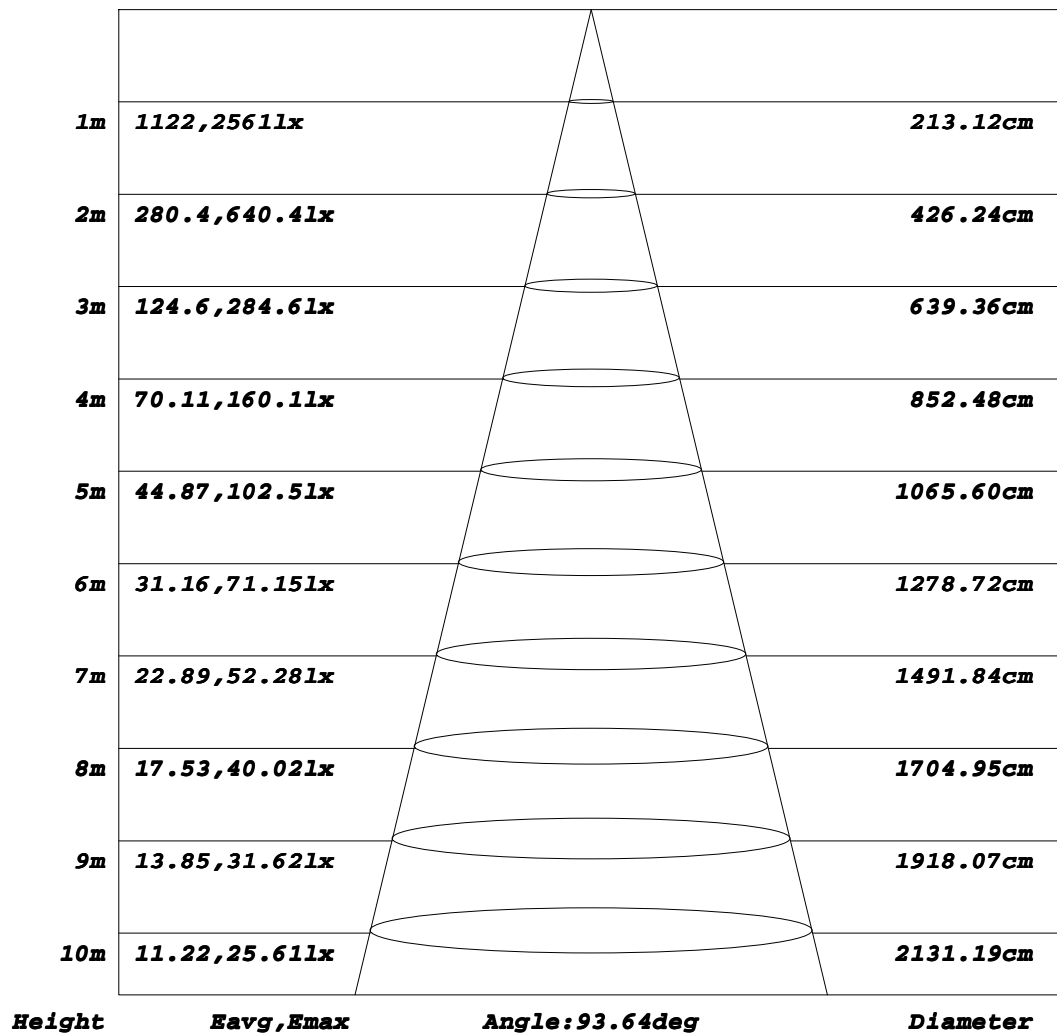 1m 1122,2561lx 213.12cm
2m 280.4,640.4lx 426.24cm
3m 124.6,284.6lx 639.36cm
4m 70.11,160.1lx 852.48cm
5m 44.87,102.5lx 1065.60cm
6m 31.16,71.15lx 1278.72cm
7m 22.89,52.28lx 1491.84cm
8m 17.53,40.02lx 1704.95cm
9m 13.85,31.62lx 1918.07cm
10m 11.22,25.61lx 2131.19cm
Height Eavg,Emax Angle:93.64deg Diameter